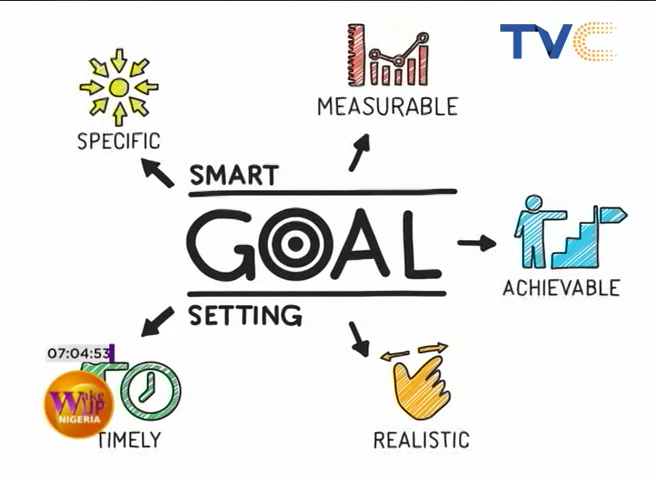 TVC
MEASURABLE
SPECIFIC
SMART
GOAL
SETTING
ACHIEVABLE
07:04:53
Wake
UP
NIGERIA
TIMELY
REALISTIC